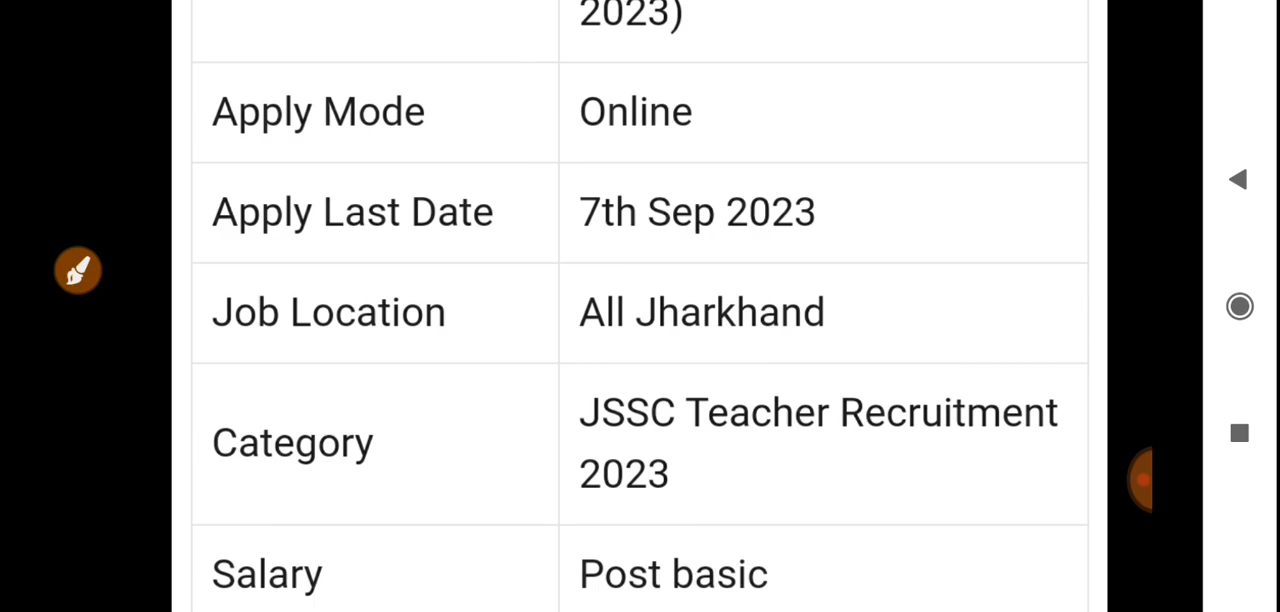 2023)
Apply Mode Online
Apply Last Date 7th Sep 2023
Job Location All Jharkhand
JSSC Teacher Recruitment
Category
2023
Salary Post basic